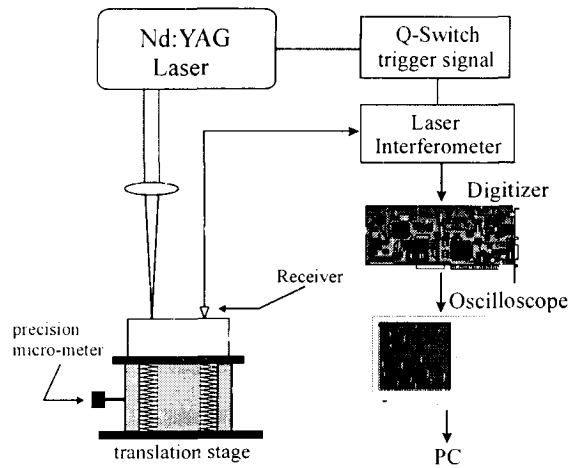 Nd:YAG
Laser
Q-Switch
trigger signal
Laser
Interferometer
Digitizer
Receiver
Oscilloscope
precision
micro-meter
translation stage
PC